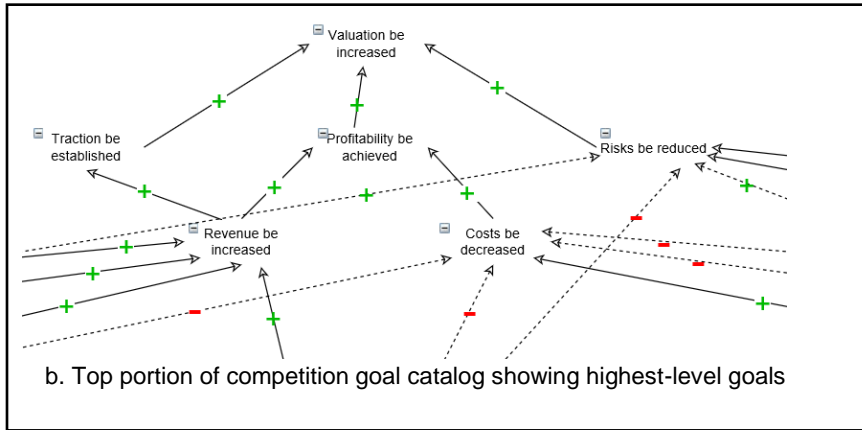 Valuation be
increased
Traction be
established
Profitability be
achieved
Risks be reduced
Revenue be
increased
Costs be
decreased
b. Top portion of competition goal catalog showing highest-level goals